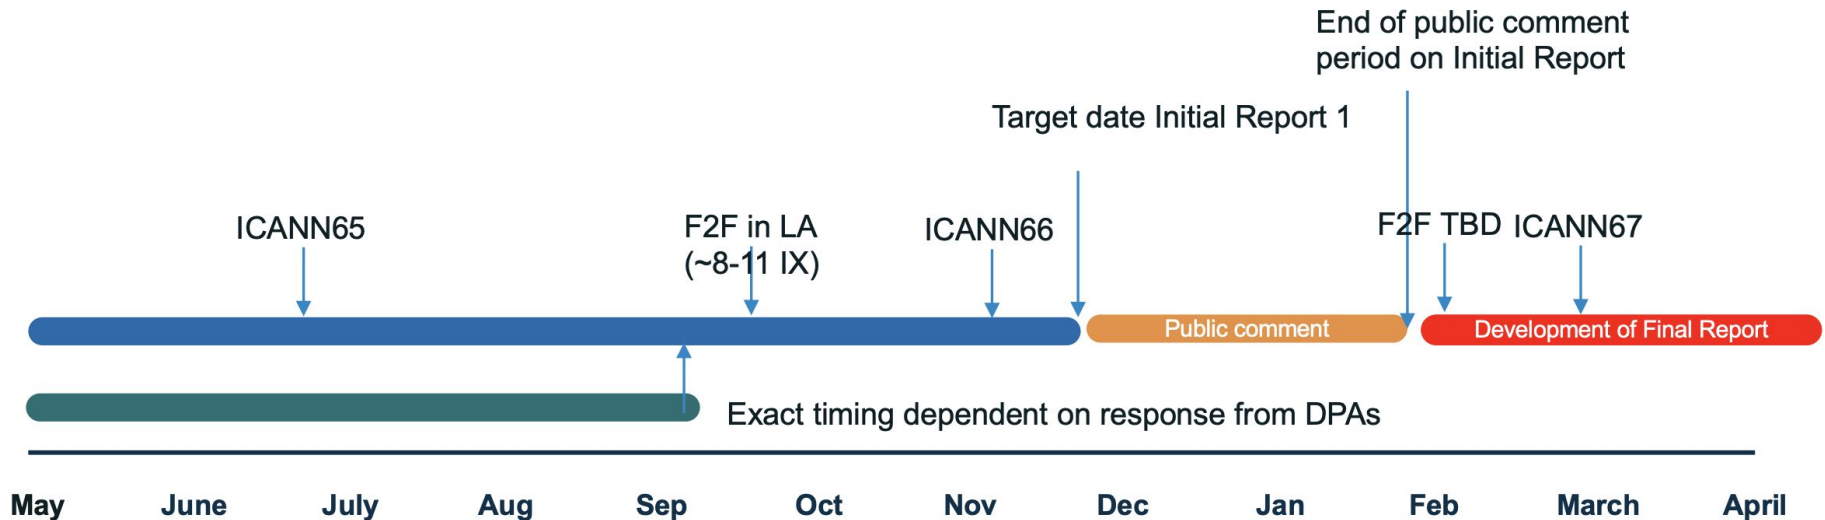 End of public comment
period on Initial Report
Target date Initial Report 1
ICANN65
F2F in LA
(~8-11 IX)
ICANN66
F2F TBD
ICANN67
Public comment
Development of Final Report
Exact timing dependent on response from DPAs
May June July Aug Sep Oct Nov Dec Jan Feb March April